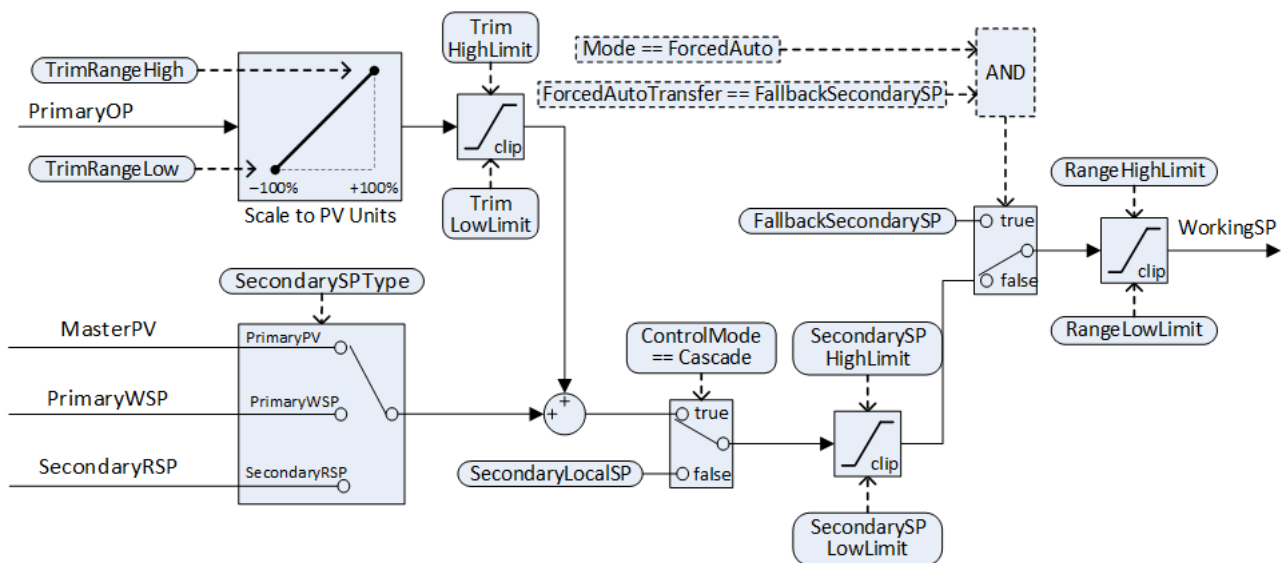 Trim
HighLimit
Mode == ForcedAuto
AND
TrimRangeHigh
ForcedAutoTransfer == FallbackSecondarySP
PrimaryOP
clip
TrimRangeLow
–100%
+100%
Scale to PV Units
Trim
LowLimit
RangeHighLimit
FallbackSecondarySP
true
false
WorkingSP
clip
RangeLowLimit
SecondarySPType
MasterPV
PrimaryPV
PrimaryWSP
PrimaryWSP
SecondaryRSP
SecondaryRSP
+
+
ControlMode
== Cascade
true
false
SecondaryLocalSP
SecondarySP
HighLimit
clip
SecondarySP
LowLimit